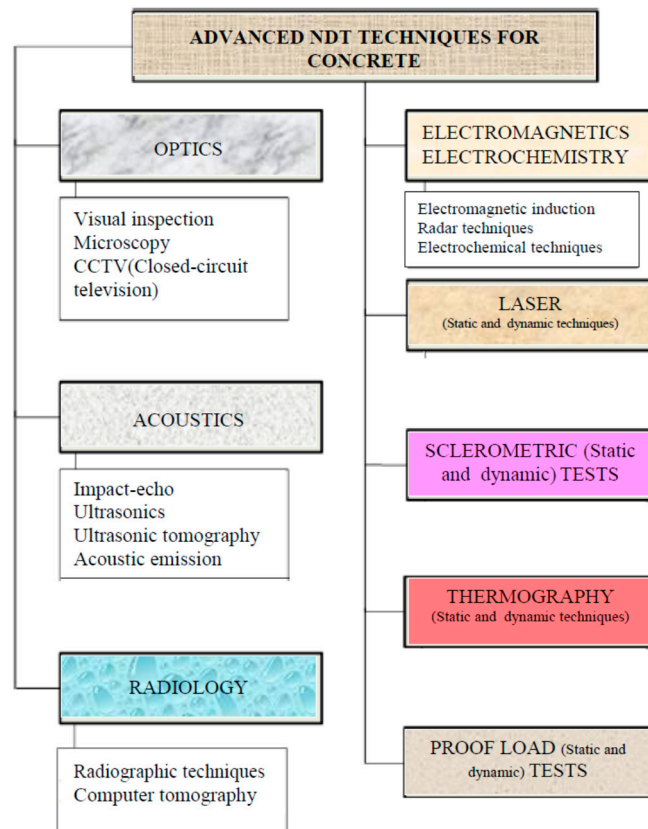 ADVANCED NDT TECHNIQUES FOR
CONCRETE
OPTICS
Visual inspection
Microscopy
CCTV(Closed-circuit
television)
ACOUSTICS
Impact-echo
Ultrasonics
Ultrasonic tomography
Acoustic emission
RADIOLOGY
Radiographic techniques
Computer tomography
ELECTROMAGNETICS
ELECTROCHEMISTRY
Electromagnetic induction
Radar techniques
Electrochemical techniques
LASER
(Static and dynamic techniques)
SCLEROMETRIC (Static
and dynamic) TESTS
THERMOGRAPHY
(Static and dynamic techniques)
PROOF LOAD (Static and
dynamic) TESTS